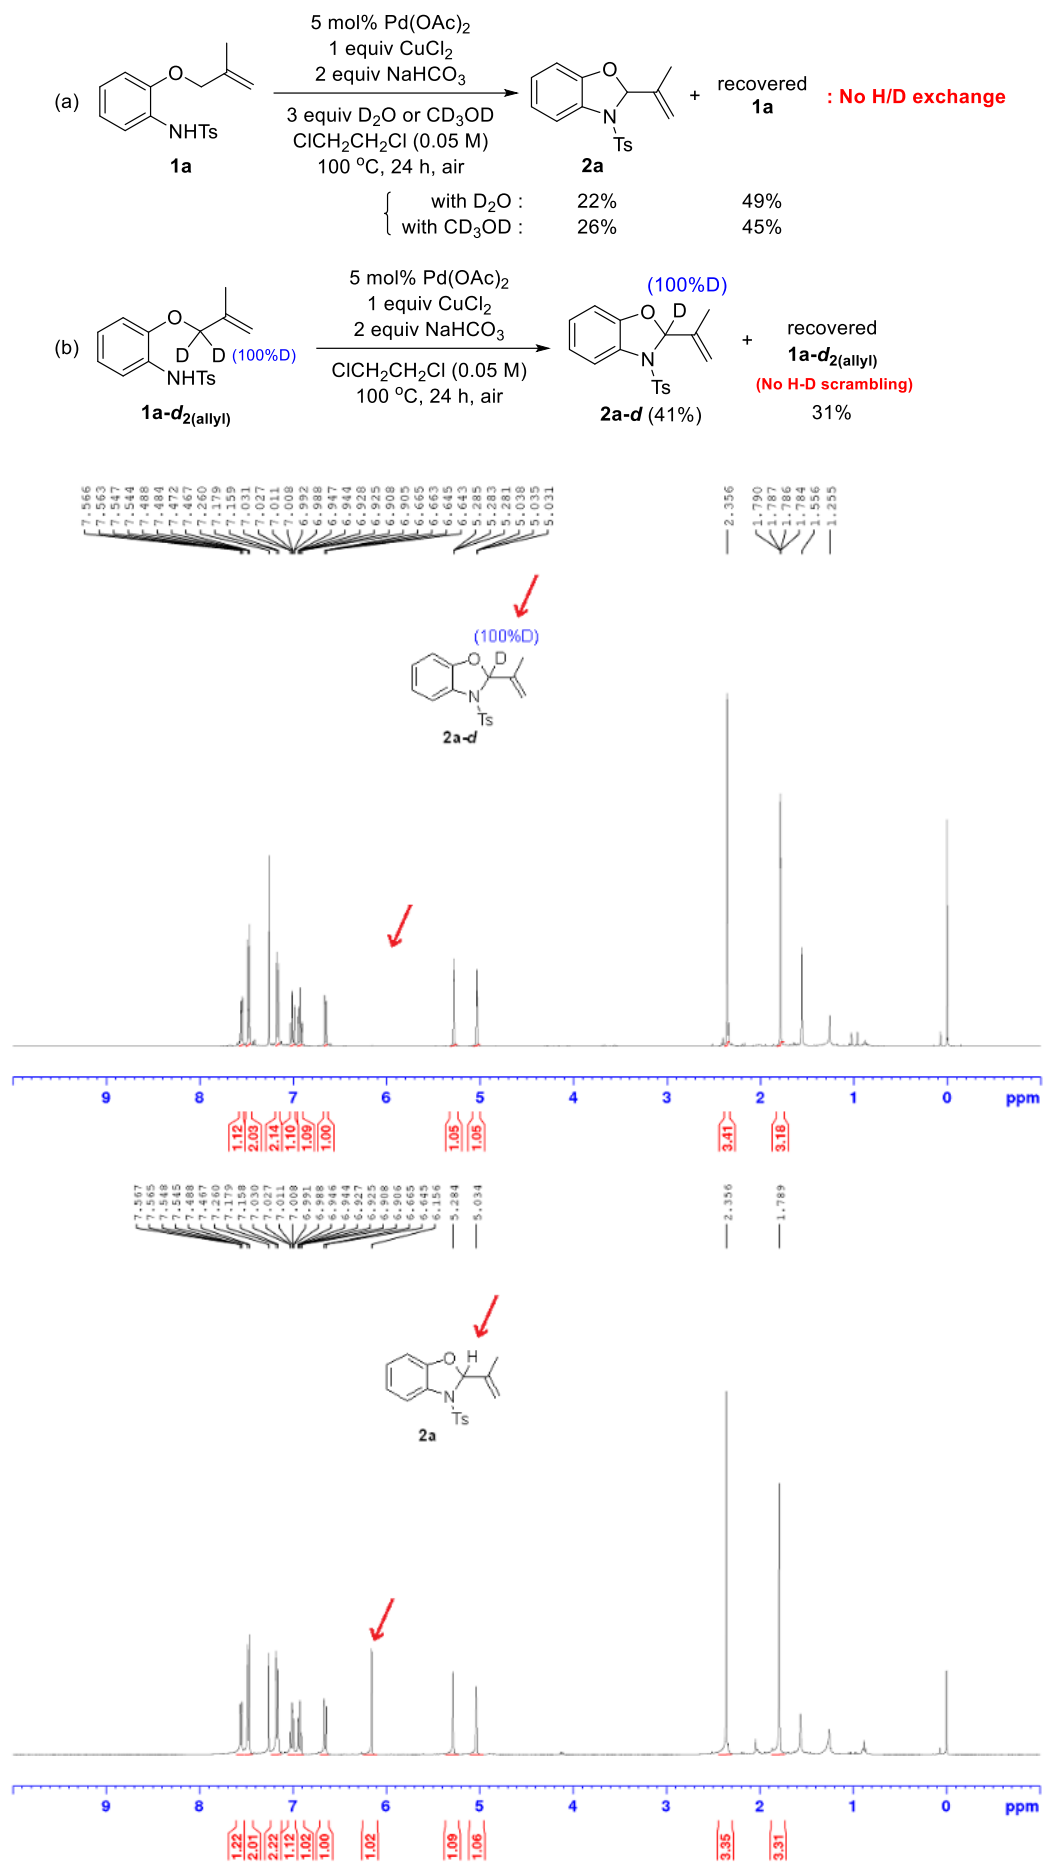 (a)
O
NHTs
1a
5 mol% Pd(OAc)2
1 equiv CuCl2
2 equiv NaHCO3
3 equiv D2O or CD3OD
ClCH2CH2Cl (0.05 M)
100 oC, 24 h, air
O
N
Ts
2a
+
recovered
1a
: No H/D exchange
with D2O : 22% 49%
with CD3OD : 26% 45%
(b)
O
D D (100%D)
NHTs
1a-d2(allyl)
5 mol% Pd(OAc)2
1 equiv CuCl2
2 equiv NaHCO3
ClCH2CH2Cl (0.05 M)
100 oC, 24 h, air
(100%D)
O D
N
Ts
2a-d (41%)
+
recovered
1a-d2(allyl)
(No H-D scrambling)
31%
7.566
7.563
7.547
7.544
7.488
7.484
7.472
7.467
7.260
7.179
7.159
7.031
7.027
7.011
7.008
6.992
6.988
6.947
6.944
6.928
6.925
6.908
6.905
6.665
6.663
6.645
6.643
5.285
5.283
5.281
5.038
5.035
5.031
2.356
1.790
1.787
1.786
1.784
1.556
1.255
(100%D)
O D
N
Ts
2a-d
9 8 7 6 5 4 3 2 1 0 ppm
1.12
2.03
2.14
1.10
1.09
1.00
1.05
1.05
3.41
3.18
7.567
7.565
7.548
7.545
7.488
7.467
7.260
7.179
7.158
7.030
7.027
7.011
7.008
6.991
6.988
6.946
6.944
6.927
6.925
6.908
6.906
6.665
6.645
6.156
5.284
5.034
2.356
1.789
O H
N
Ts
2a
9 8 7 6 5 4 3 2 1 0 ppm
1.22
2.01
2.22
1.12
1.02
1.00
1.02
1.09
1.06
3.35
3.31